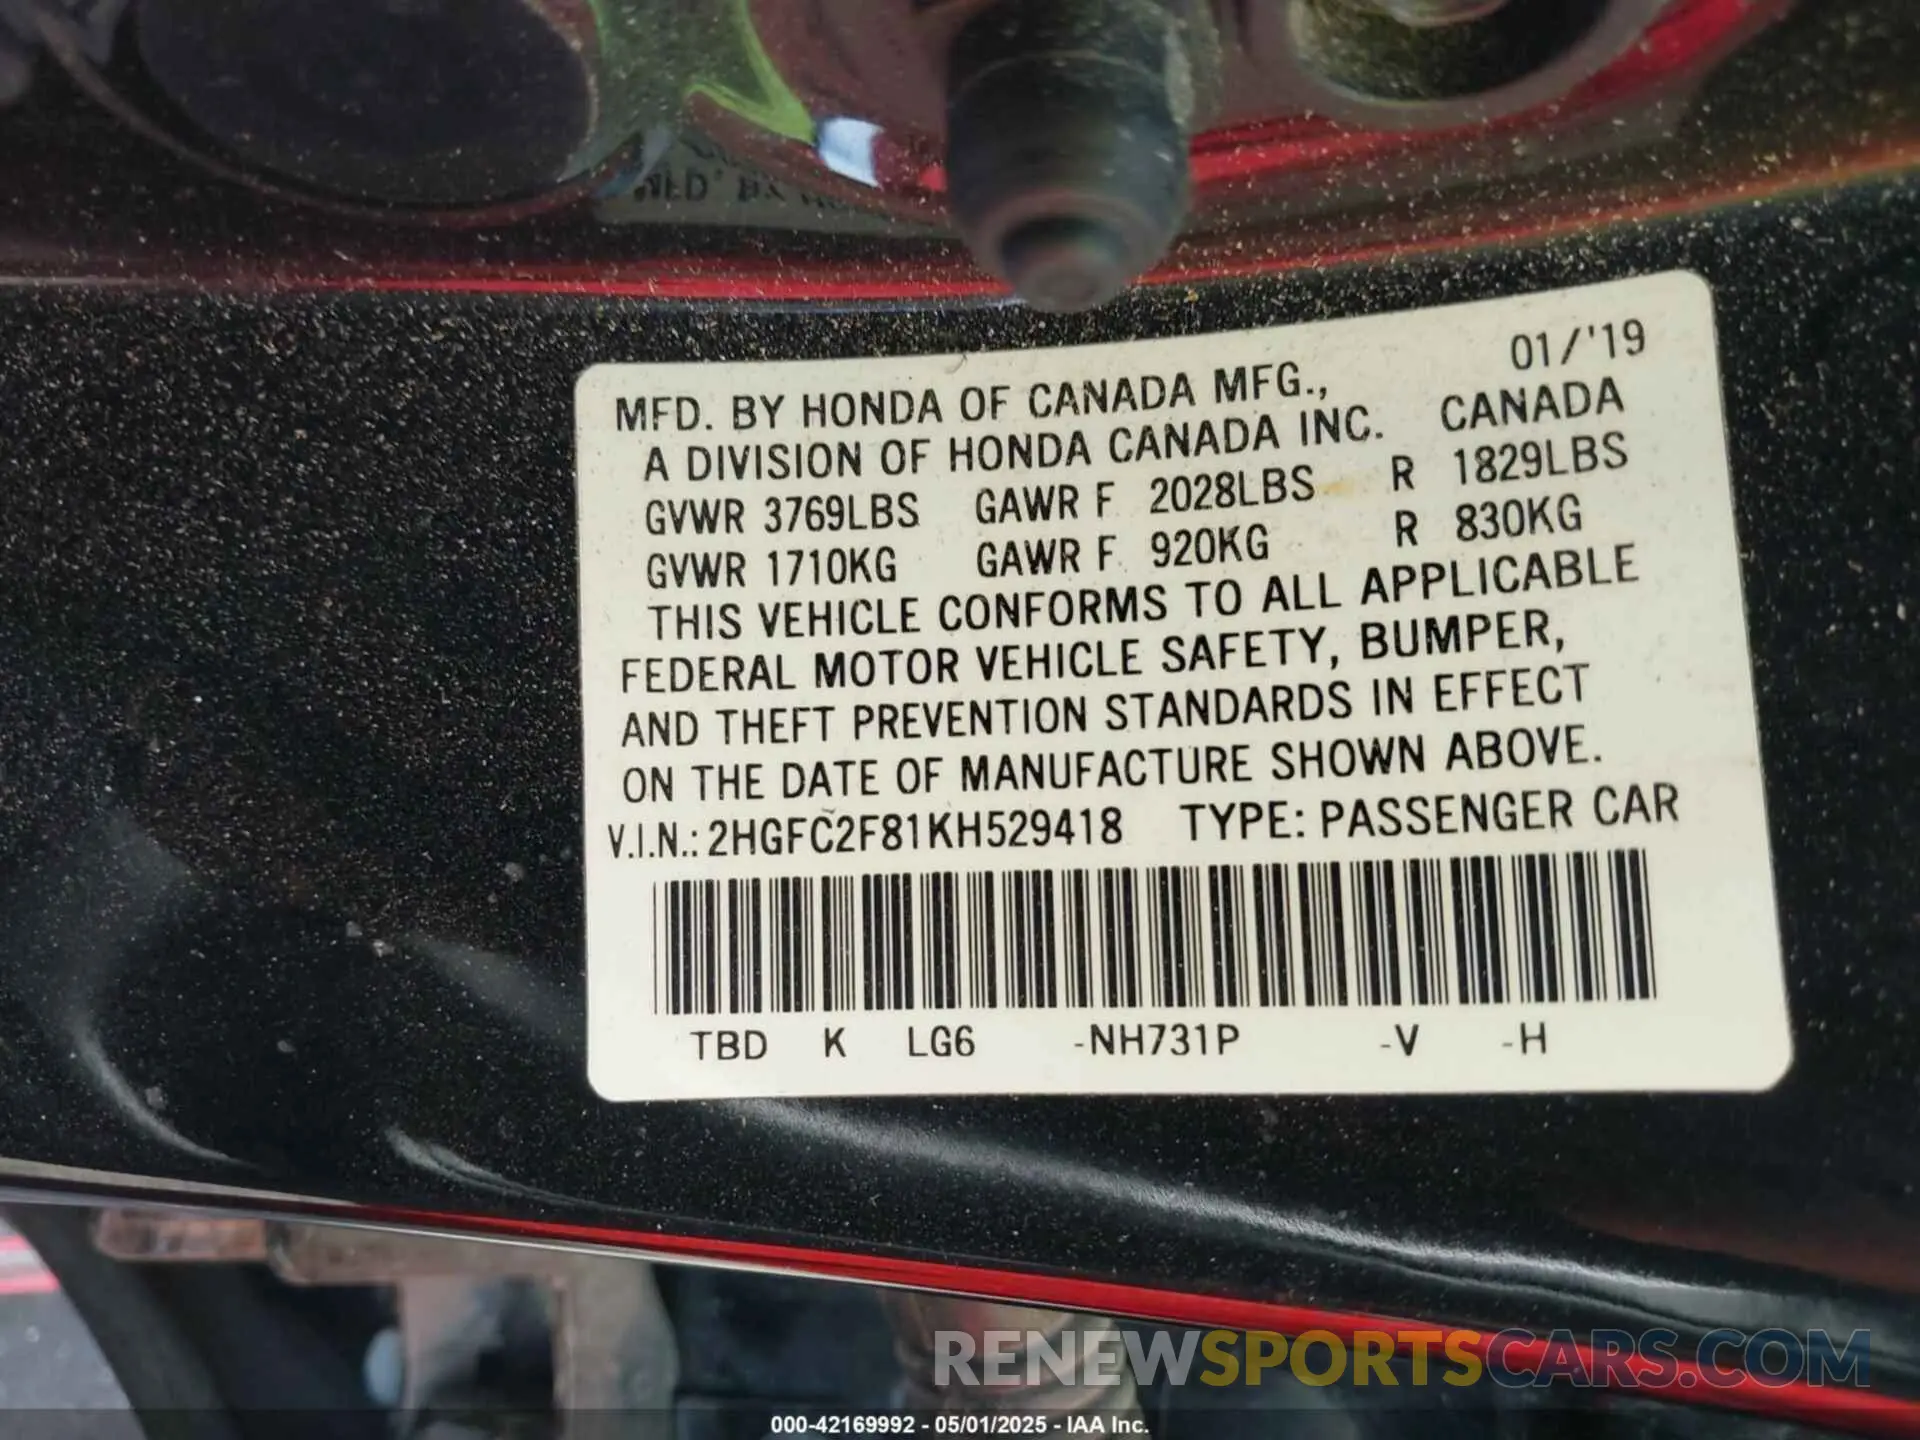 01/'19
MFD. BY HONDA OF CANADA MFG.,
A DIVISION OF HONDA CANADA INC. CANADA
GVWR 3769LBS GAWR F 2028LBS R 1829LBS
GVWR 1710KG GAWR F 920KG R 830KG
THIS VEHICLE CONFORMS TO ALL APPLICABLE
FEDERAL MOTOR VEHICLE SAFETY, BUMPER,
AND THEFT PREVENTION STANDARDS IN EFFECT
ON THE DATE OF MANUFACTURE SHOWN ABOVE.
V.I.N.: 2HGFC2F81KH529418 TYPE: PASSENGER CAR
TBD K LG6 -NH731P -V -H
RENEWSPORTSCARS.COM
000-42169992 - 05/01/2025 - IAA Inc.